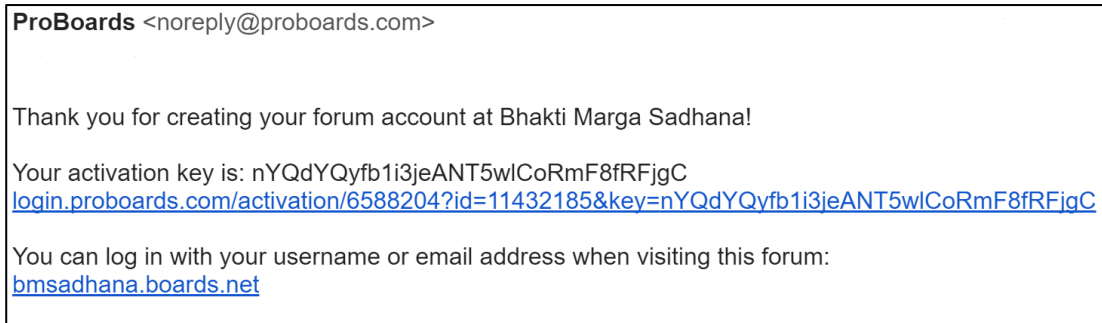 ProBoards <noreply@proboards.com>
Thank you for creating your forum account at Bhakti Marga Sadhana!
Your activation key is: nYQdYQyfb1i3jeANT5wlCoRmF8fRFjgC
login.proboards.com/activation/6588204?id=11432185&key=nYQdYQyfb1i3jeANT5wlCoRmF8fRFjgC
You can log in with your username or email address when visiting this forum:
bmsadhana.boards.net